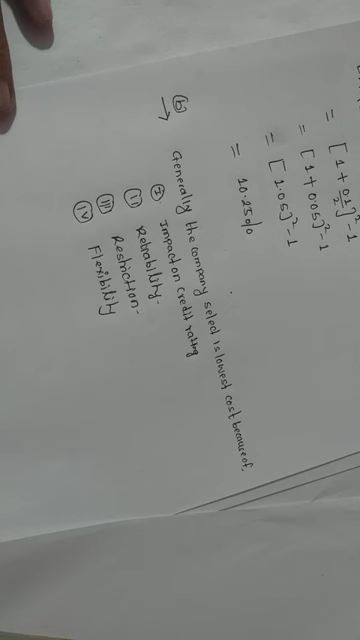 = [1 + 0.1/2]² - 1
= [1 + 0.05]² - 1
= [1.05]² - 1
= 10.25%
(b)
→ Generally the company select is lowest cost because of.
(I) Impact on credit rating
(II) Reliability.
(III) Restriction.
(IV) Flexibility